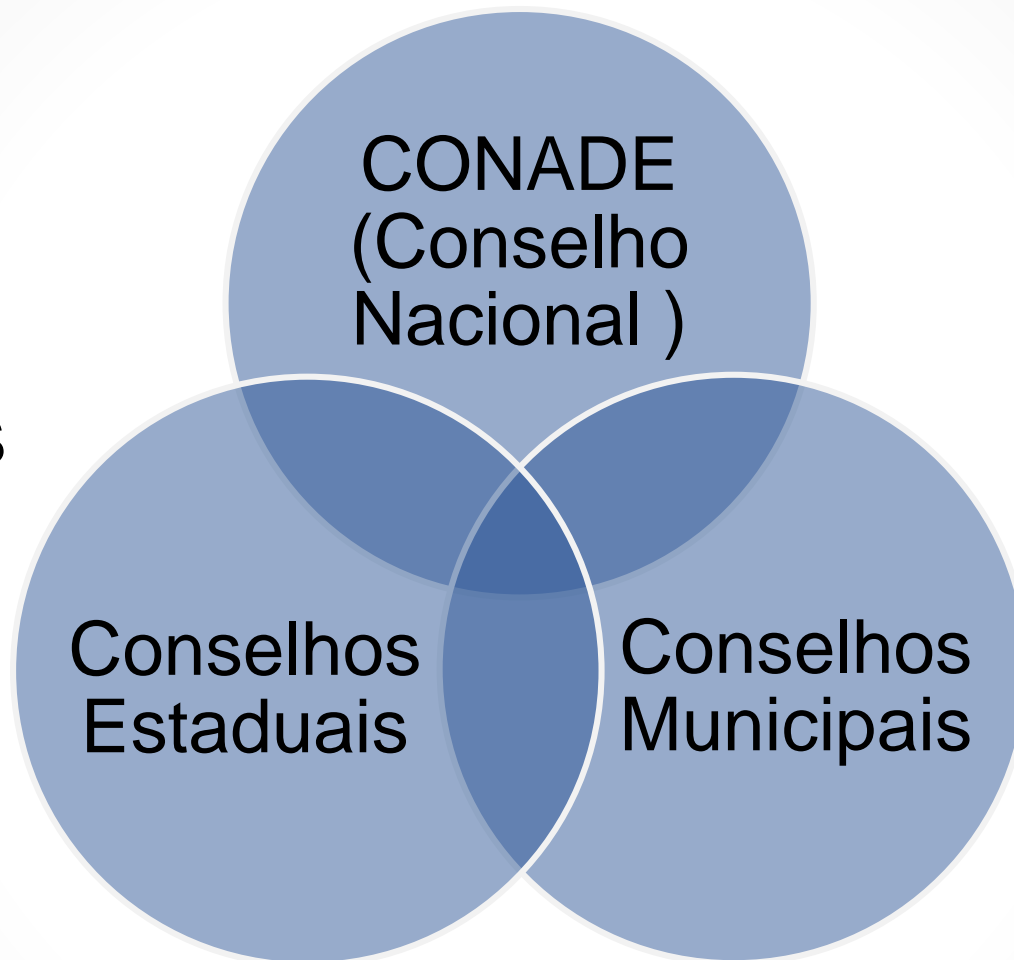 CONADE
(Conselho
Nacional )
s
Conselhos
Estaduais
Conselhos
Municipais